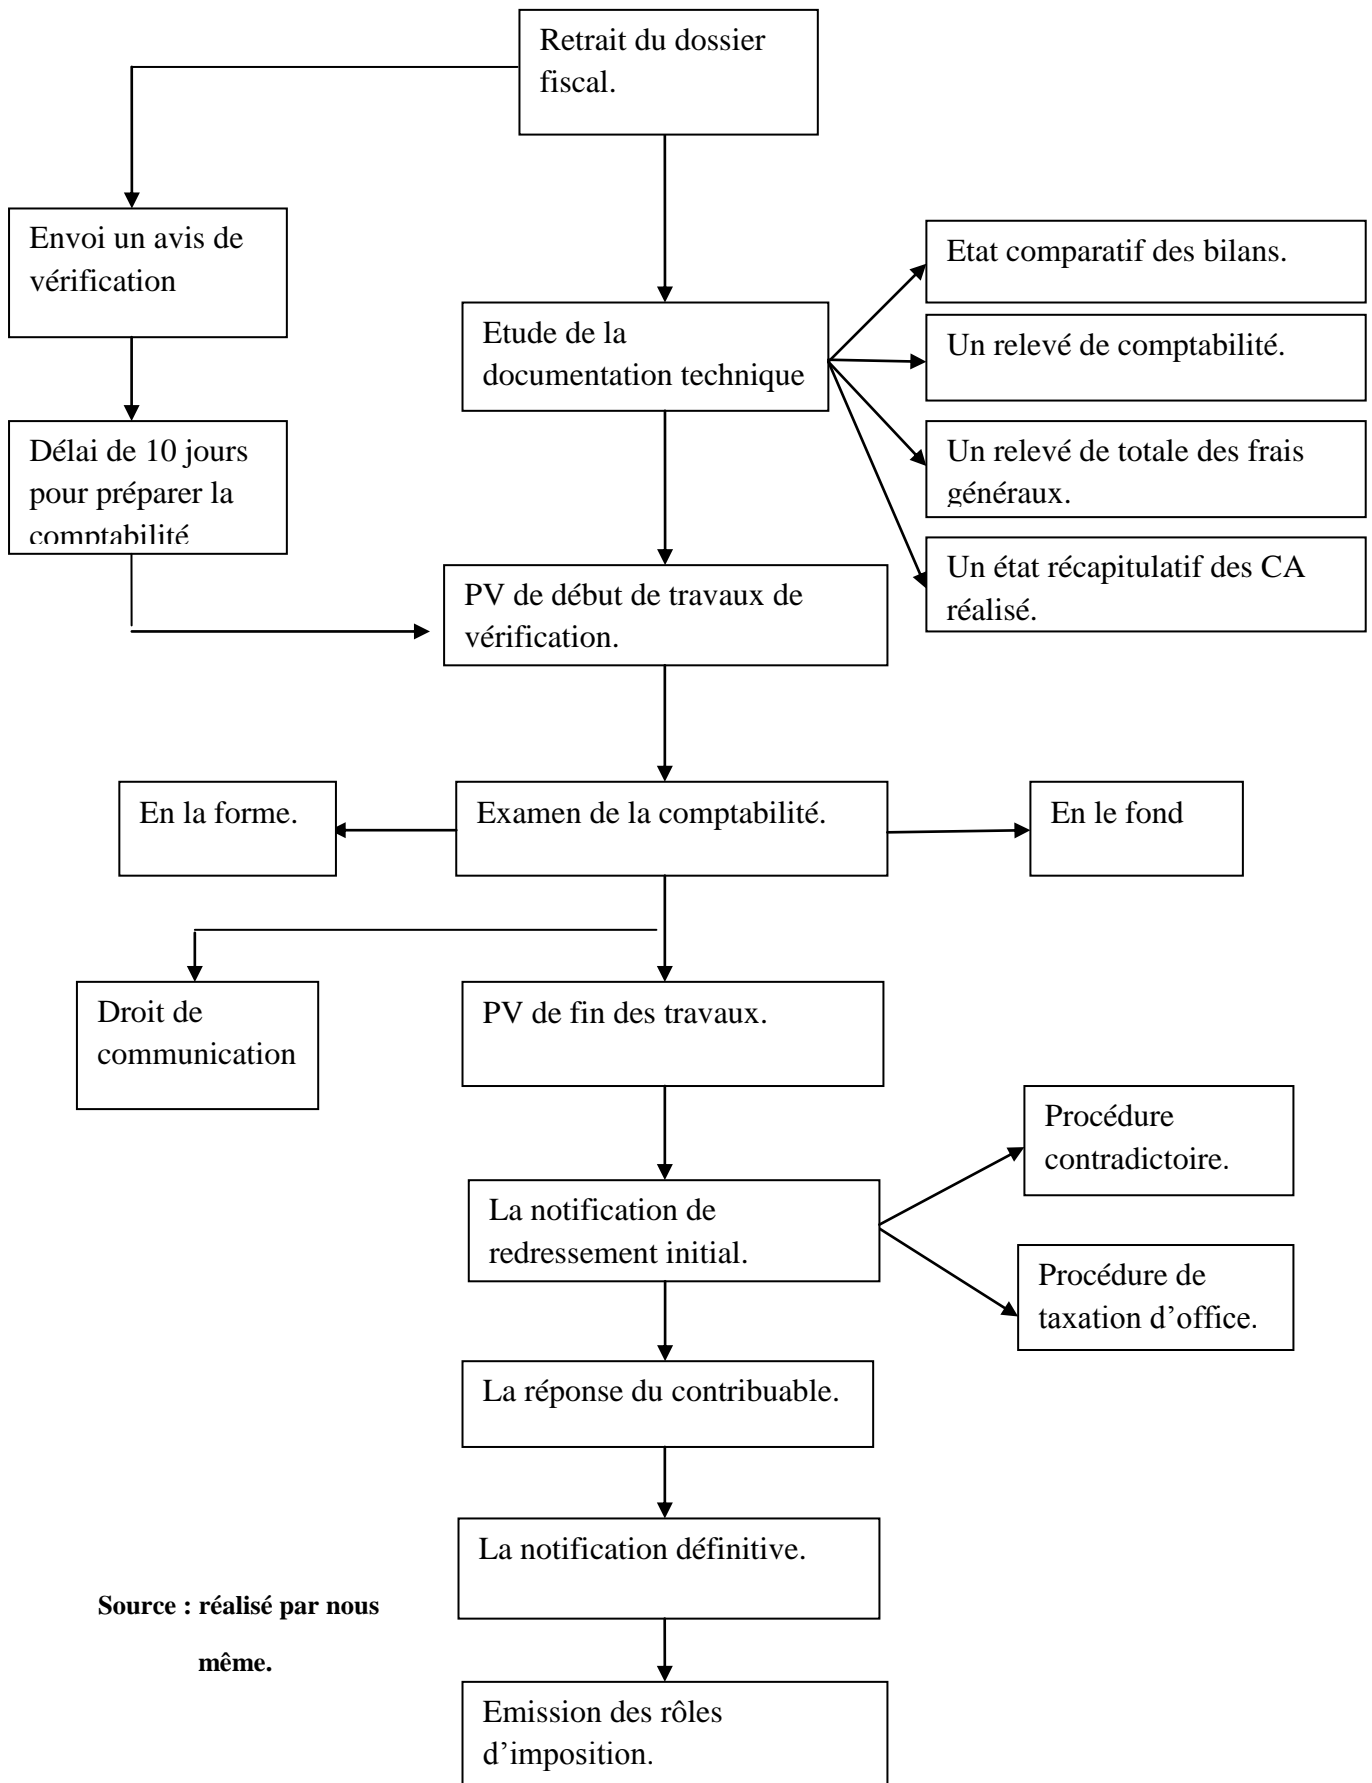 Retrait du dossier
fiscal.
Envoi un avis de
vérification
Etat comparatif des bilans.
Etude de la
documentation technique
Un relevé de comptabilité.
Délai de 10 jours
pour préparer la
comptabilité
Un relevé de totale des frais
généraux.
Un état récapitulatif des CA
réalisé.
PV de début de travaux de
vérification.
En la forme.
Examen de la comptabilité.
En le fond
Droit de
communication
PV de fin des travaux.
Procédure
contradictoire.
La notification de
redressement initial.
Procédure de
taxation d’office.
La réponse du contribuable.
La notification définitive.
Source : réalisé par nous
même.
Emission des rôles
d’imposition.